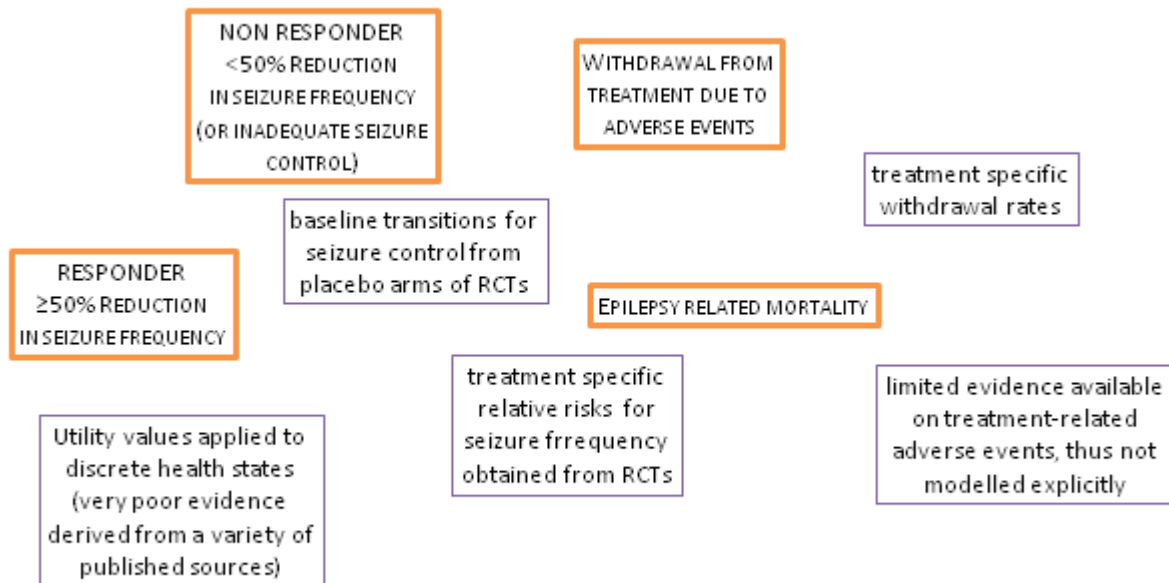 NON RESPONDER
<50% REDUCTION
IN SEIZURE FREQUENCY
(OR INADEQUATE SEIZURE
CONTROL)
WITHDRAWAL FROM
TREATMENT DUE TO
ADVERSE EVENTS
treatment specific
withdrawal rates
baseline transitions for
seizure control from
placebo arms of RCTs
RESPONDER
≥50% REDUCTION
IN SEIZURE FREQUENCY
EPILEPSY RELATED MORTALITY
treatment specific
relative risks for
seizure frrequency
obtained from RCTs
limited evidence available
on treatment-related
adverse events, thus not
modelled explicitly
Utility values applied to
discrete health states
(very poor evidence
derived from a variety of
published sources)